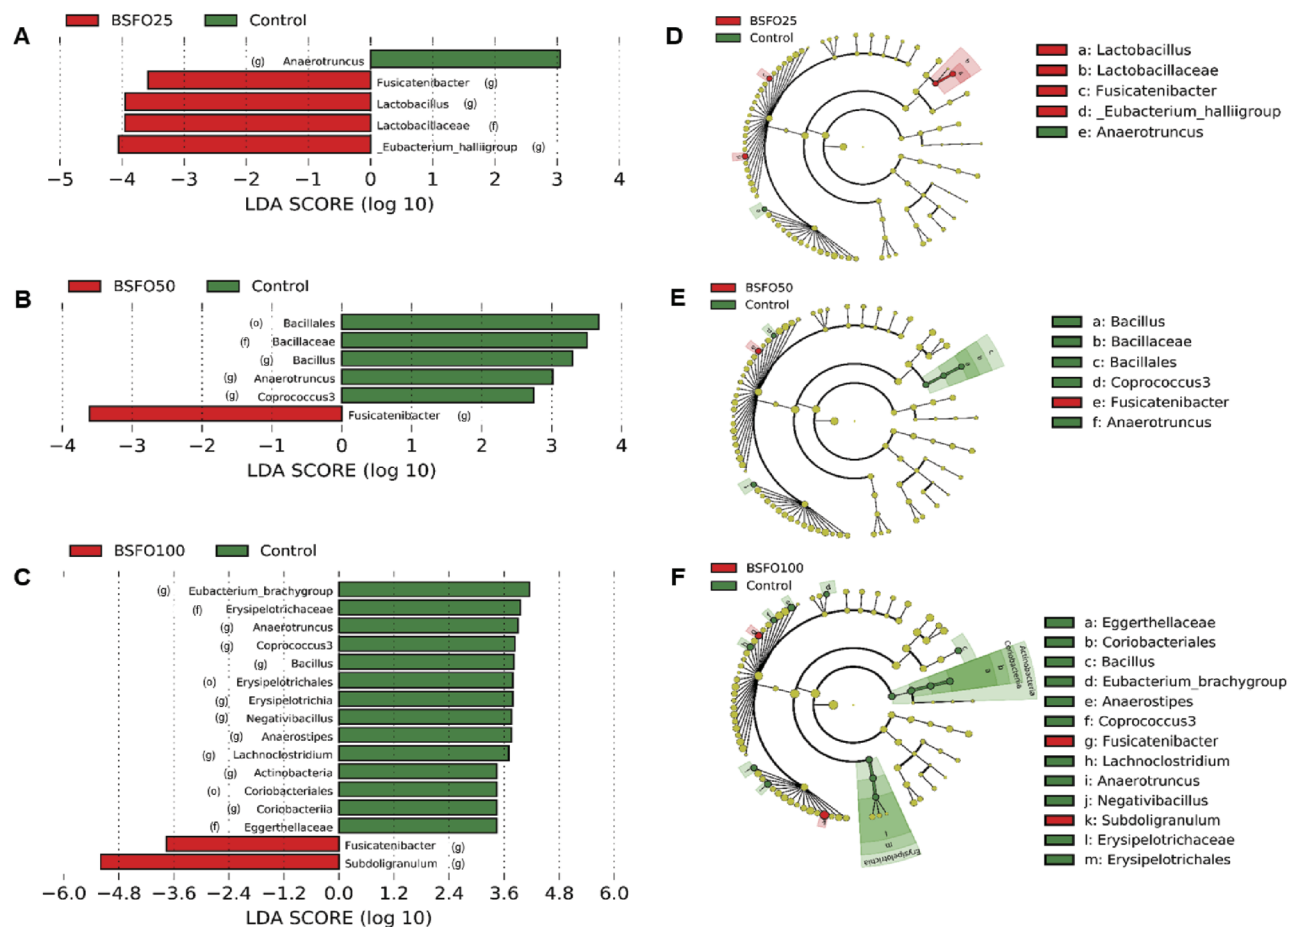 A
BSFO25 Control
(g) Anaerotruncus
Fusicatenibacter (g)
Lactobacillus (g)
Lactobacillaceae (f)
_Eubacterium_halliigroup (g)
−5 −4 −3 −2 −1 0 1 2 3 4
LDA SCORE (log 10)
B
BSFO50 Control
(o) Bacillales
(f) Bacillaceae
(g) Bacillus
(g) Anaerotruncus
(g) Coprococcus3
Fusicatenibacter (g)
−4 −3 −2 −1 0 1 2 3 4
LDA SCORE (log 10)
C
BSFO100 Control
(g) Eubacterium_brachygroup
(f) Erysipelotrichaceae
(g) Anaerotruncus
(g) Coprococcus3
(g) Bacillus
(o) Erysipelotrichales
(g) Erysipelotrichia
(g) Negativibacillus
(g) Anaerostipes
(g) Lachnoclostridium
(g) Actinobacteria
(o) Coriobacteriales
(g) Coriobacteriia
(f) Eggerthellaceae
Fusicatenibacter (g)
Subdoligranulum (g)
−6.0 −4.8 −3.6 −2.4 −1.2 0.0 1.2 2.4 3.6 4.8 6.0
LDA SCORE (log 10)
D
BSFO25
Control
a: Lactobacillus
b: Lactobacillaceae
c: Fusicatenibacter
d: _Eubacterium_halliigroup
e: Anaerotruncus
E
BSFO50
Control
a: Bacillus
b: Bacillaceae
c: Bacillales
d: Coprococcus3
e: Fusicatenibacter
f: Anaerotruncus
F
BSFO100
Control
Actinobacteria
Coriobacteriia
b
a
l
m
Erysipelotrichia
a: Eggerthellaceae
b: Coriobacteriales
c: Bacillus
d: Eubacterium_brachygroup
e: Anaerostipes
f: Coprococcus3
g: Fusicatenibacter
h: Lachnoclostridium
i: Anaerotruncus
j: Negativibacillus
k: Subdoligranulum
l: Erysipelotrichaceae
m: Erysipelotrichales